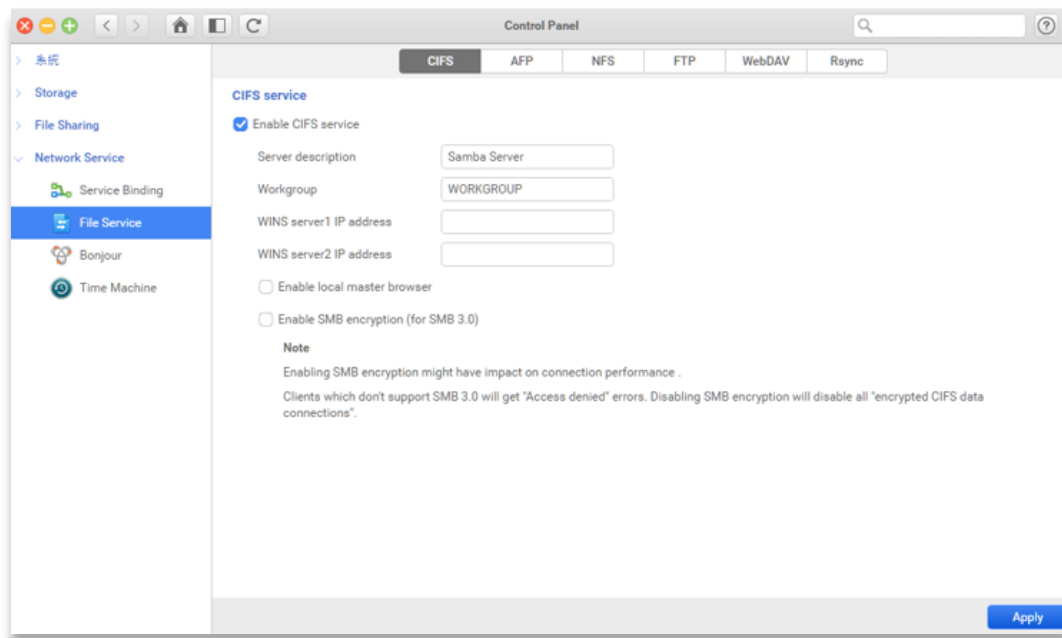 Control Panel
系統
Storage
File Sharing
Network Service
Service Binding
File Service
Bonjour
Time Machine
CIFS AFP NFS FTP WebDAV Rsync
CIFS service
Enable CIFS service
Server description Samba Server
Workgroup WORKGROUP
WINS server1 IP address
WINS server2 IP address
Enable local master browser
Enable SMB encryption (for SMB 3.0)
Note
Enabling SMB encryption might have impact on connection performance .
Clients which don't support SMB 3.0 will get "Access denied" errors. Disabling SMB encryption will disable all "encrypted CIFS data
connections".
Apply